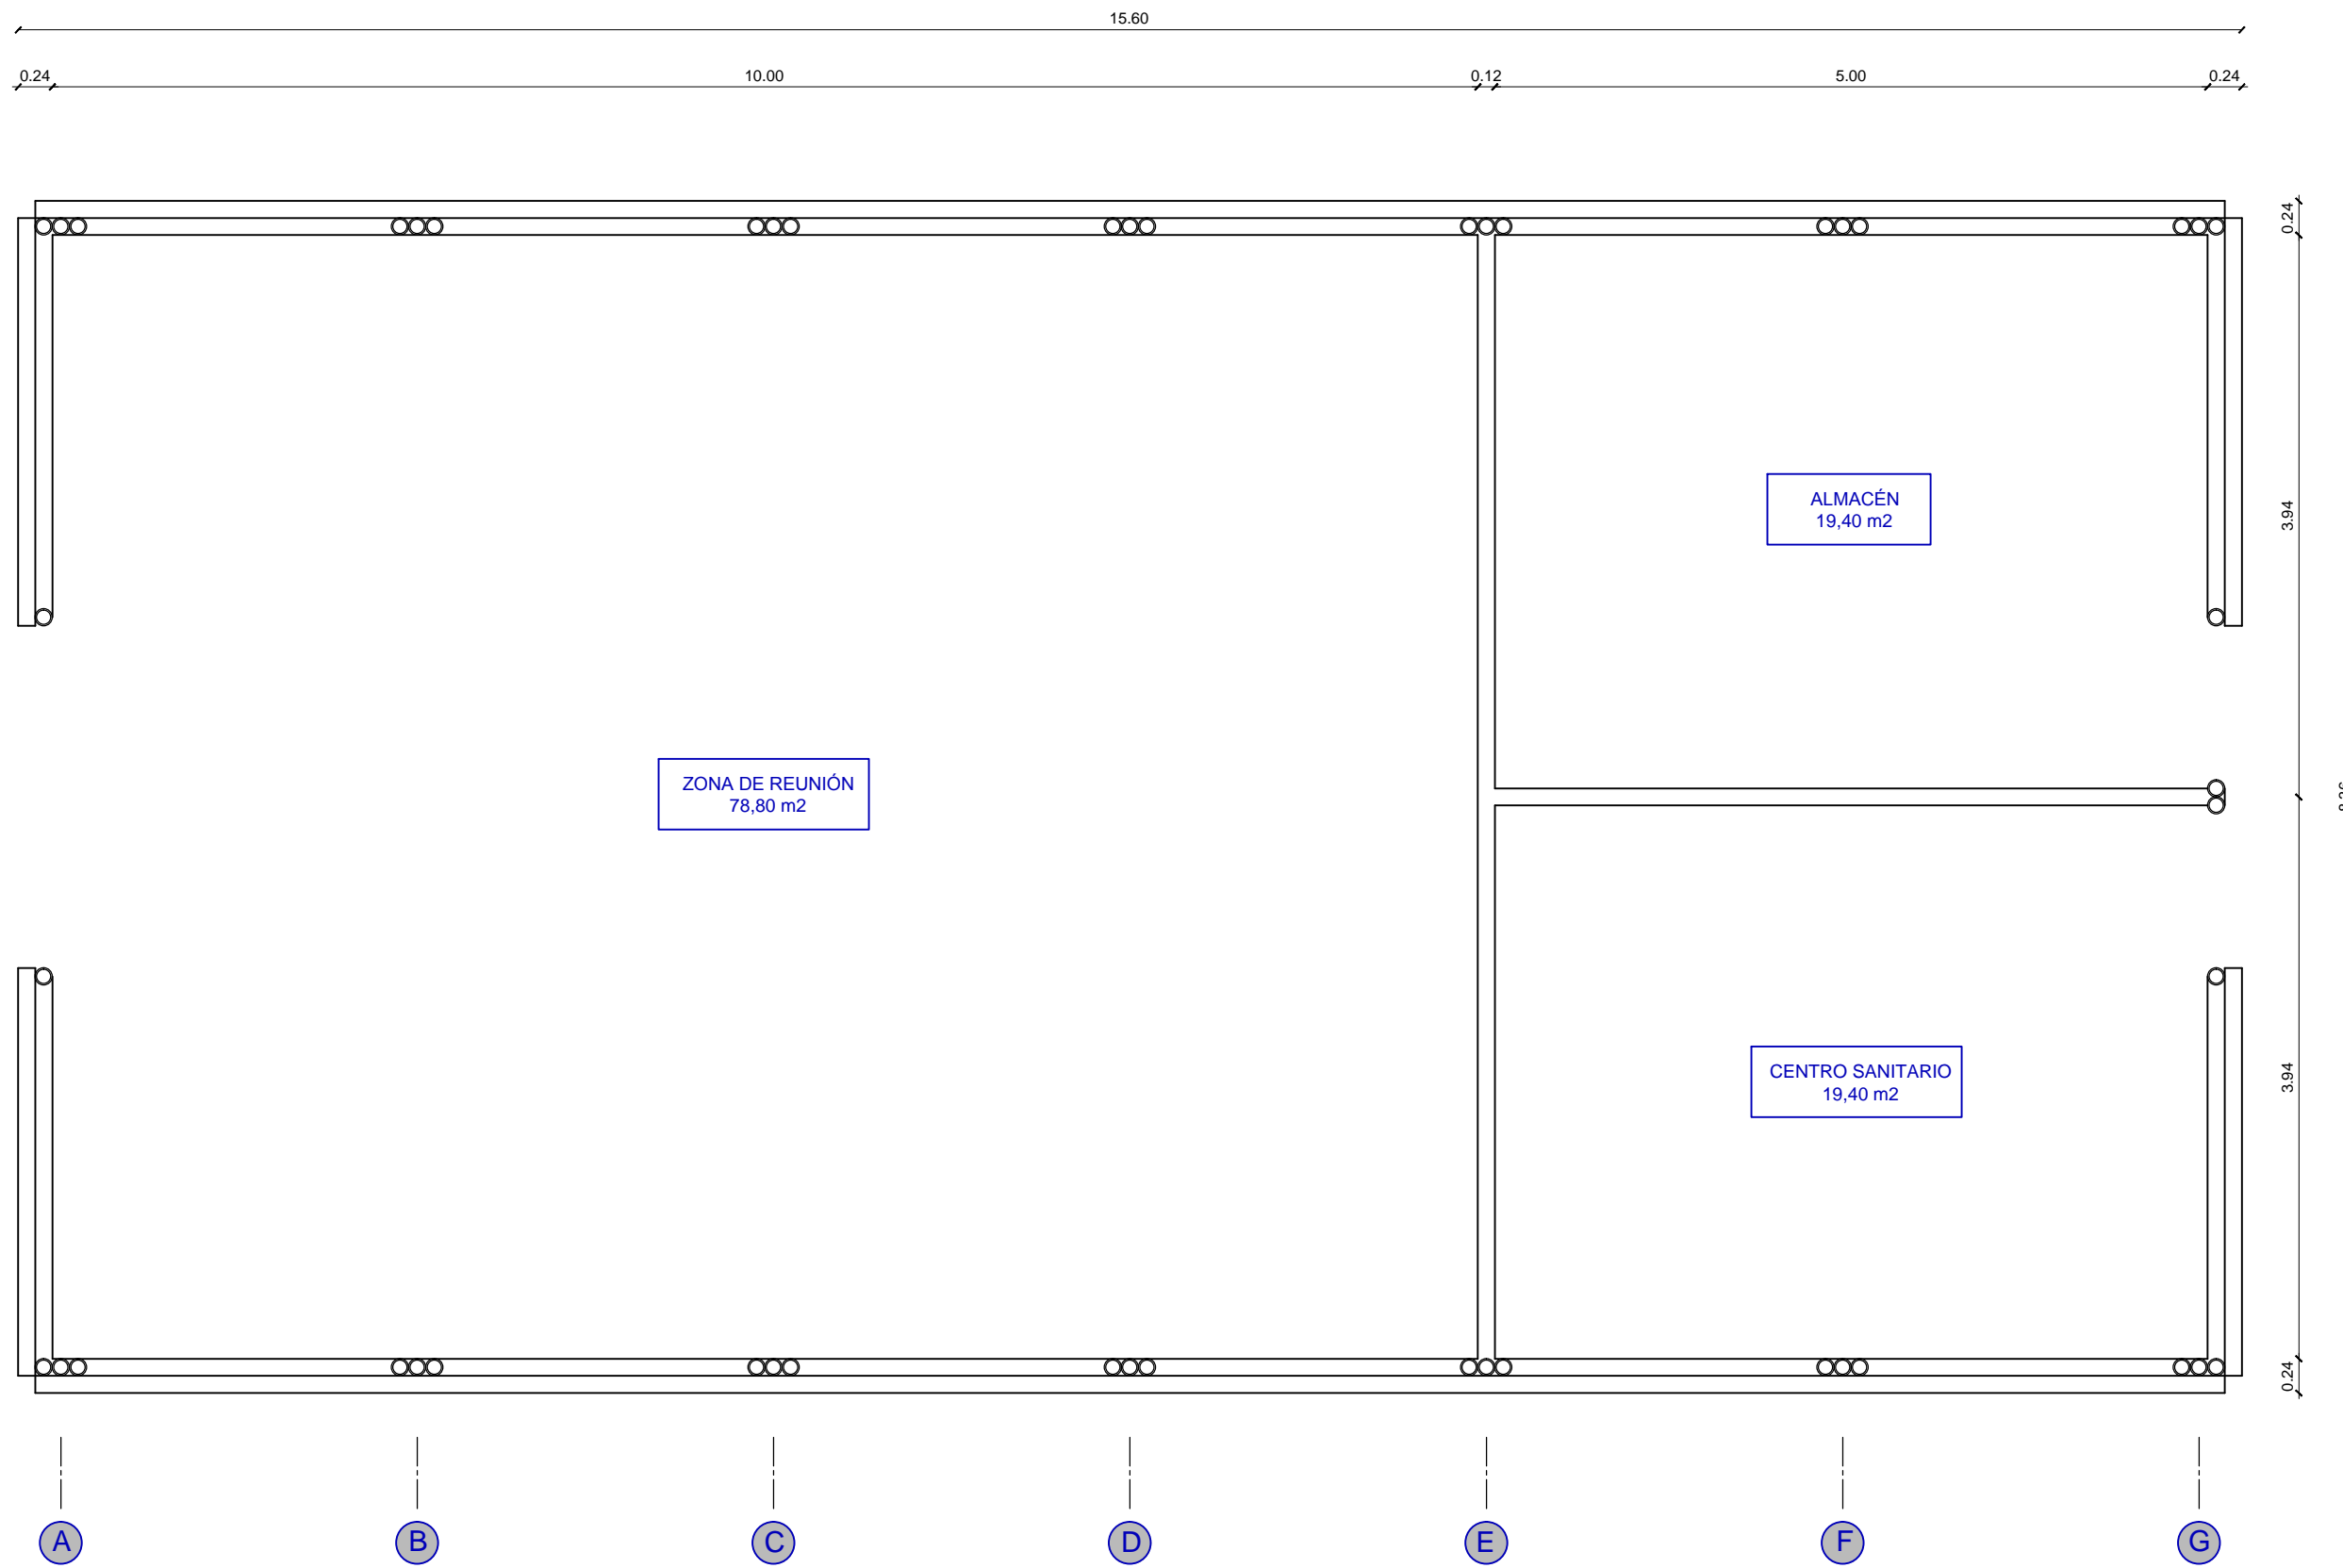 15.60
0.24 10.00 0.12 5.00 0.24
0.24
ALMACÉN
19,40 m2
3.94
ZONA DE REUNIÓN
78,80 m2
CENTRO SANITARIO
19,40 m2
3.94
0.24
A B C D E F G